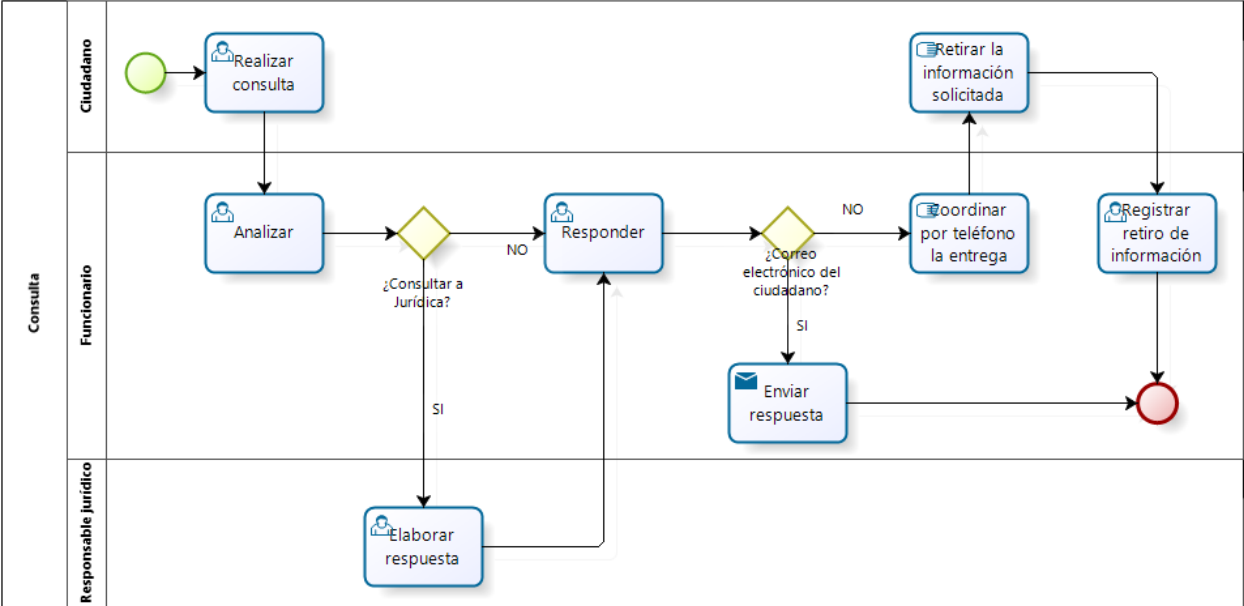 Consulta
Ciudadano
Realizar
consulta
Retirar la
información
solicitada
Funcionario
Analizar
¿Consultar a
Jurídica?
NO
SI
Responder
¿Correo
electrónico del
ciudadano?
NO
SI
Coordinar
por teléfono
la entrega
Registrar
retiro de
información
Enviar
respuesta
Responsable jurídico
Elaborar
respuesta